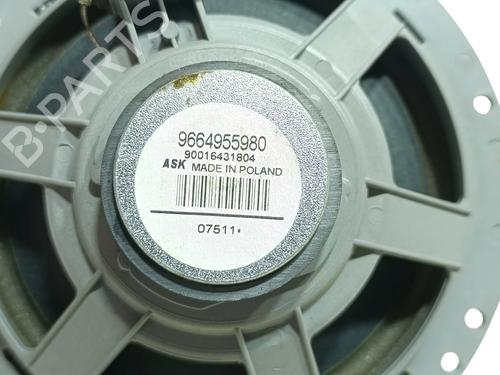 B-PARTS
9664955980
90016431804
ASK MADE IN POLAND
07511•